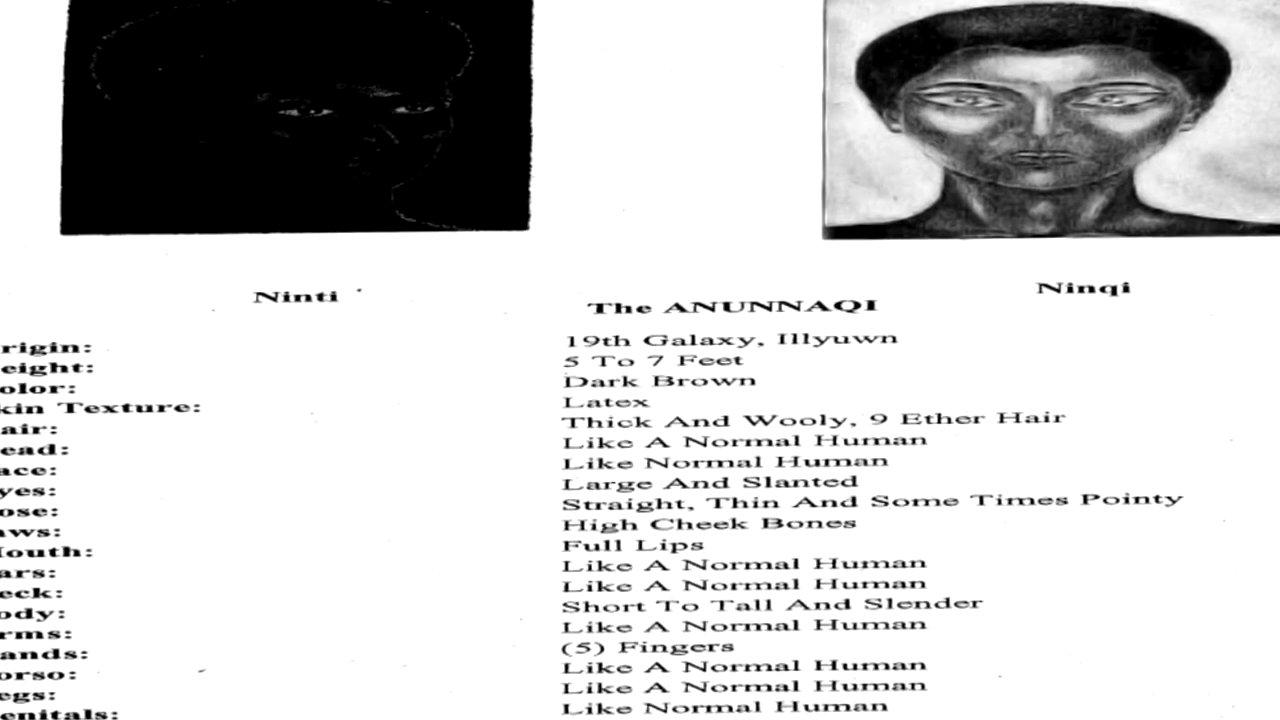 Ninti
Ninqi
The ANUNNAQI
rigin: 19th Galaxy, Illyuwn
eight: 5 To 7 Feet
olor: Dark Brown
kin Texture: Latex
air: Thick And Wooly, 9 Ether Hair
ead: Like A Normal Human
ace: Like Normal Human
yes: Large And Slanted
ose: Straight, Thin And Some Times Pointy
aws: High Cheek Bones
outh: Full Lips
ars: Like A Normal Human
eck: Like A Normal Human
ody: Short To Tall And Slender
rms: Like A Normal Human
ands: (5) Fingers
orso: Like A Normal Human
egs: Like A Normal Human
enitals: Like Normal Human